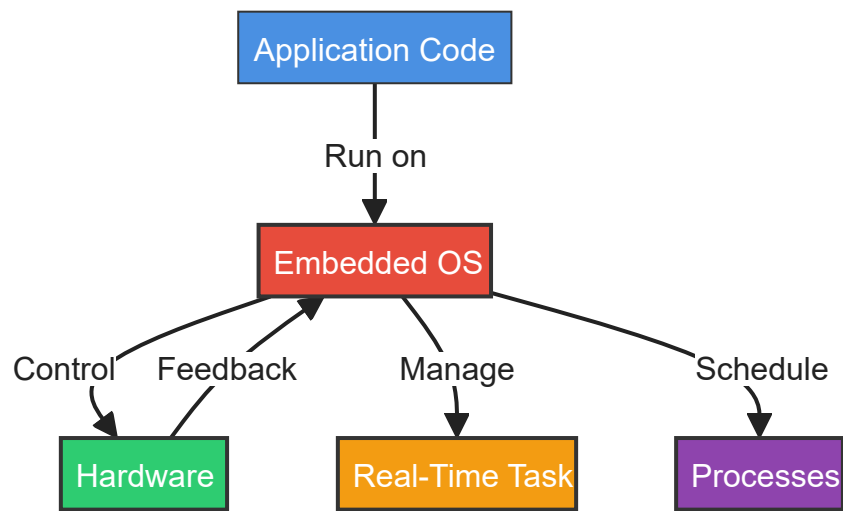 Application Code
Run on
Embedded OS
Control
Feedback
Manage
Schedule
Hardware
Real-Time Task
Processes